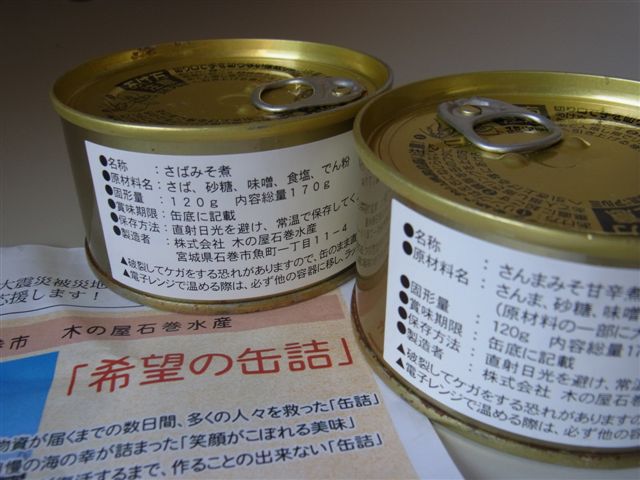 あけ方
●名称　：さばみそ煮
●原材料名：さば、砂糖、味噌、食塩、でん粉
●固形量　：１２０ｇ　内容総量１７０ｇ
●賞味期限：缶底に記載
●保存方法：直射日光を避け、常温で保存してく
●製造者　：株式会社 木の屋石巻水産
宮城県石巻市魚町一丁目１１−４
▲破裂してケガをする恐れがありますので、缶のまま直
▲電子レンジで温める際は、必ず他の容器に移し、ラッ
●名称　：さんまみそ甘辛煮
●原材料名：さんま、砂糖、味噌
（原材料の一部に
●固形量　：120g　内容総量1
●賞味期限：缶底に記載
●保存方法：直射日光を避け、常
●製造者　：株式会社 木の
▲破裂してケガをする恐れがありますの
▲電子レンジで温める際は、必ず他の容
大震災被災地
応援します！
市　木の屋石巻水産
「希望の缶詰」
物資が届くまでの数日間、多くの人々を救った「缶詰」
慢の海の幸が詰まった「笑顔がこぼれる美味」
活するまで、作ることの出来ない「缶詰」